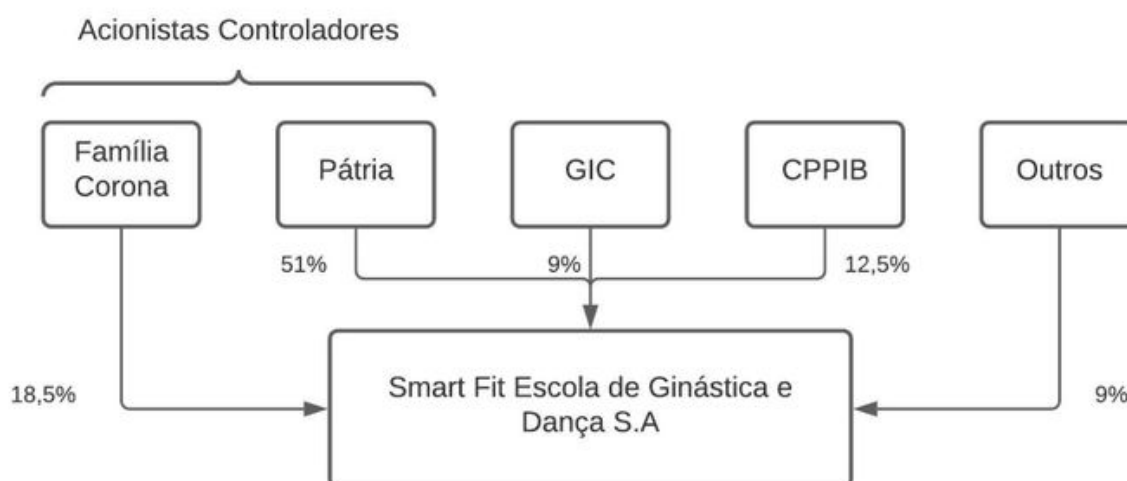 Acionistas Controladores
Família
Corona
Pátria
GIC
CPPIB
Outros
51%
9%
12,5%
18,5%
Smart Fit Escola de Ginástica e
Dança S.A
9%